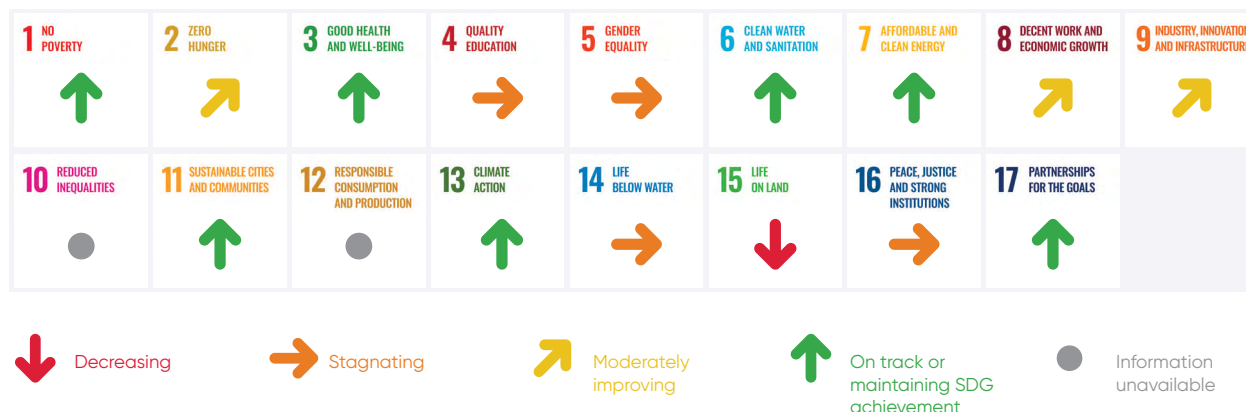 1 NO
POVERTY
2 ZERO
HUNGER
3 GOOD HEALTH
AND WELL-BEING
4 QUALITY
EDUCATION
5 GENDER
EQUALITY
6 CLEAN WATER
AND SANITATION
7 AFFORDABLE AND
CLEAN ENERGY
8 DECENT WORK AND
ECONOMIC GROWTH
9 INDUSTRY, INNOVATION
AND INFRASTRUCTURE
10 REDUCED
INEQUALITIES
11 SUSTAINABLE CITIES
AND COMMUNITIES
12 RESPONSIBLE
CONSUMPTION
AND PRODUCTION
13 CLIMATE
ACTION
14 LIFE
BELOW WATER
15 LIFE
ON LAND
16 PEACE, JUSTICE
AND STRONG
INSTITUTIONS
17 PARTNERSHIPS
FOR THE GOALS
Decreasing
Stagnating
Moderately
improving
On track or
maintaining SDG
achievement
Information
unavailable